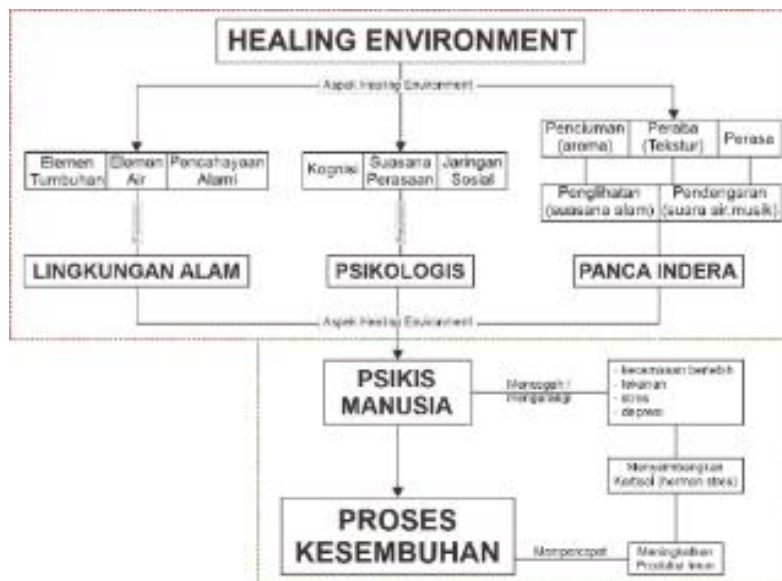 HEALING ENVIRONMENT
Aspek Healing Environment
Elemen Tumbuhan
Elemen Air
Pencahayaan Alami
Kognisi
Suasana Perasaan
Jaringan Sosial
Penciuman (aroma)
Peraba (Tekstur)
Perasa
Penglihatan (suasana alam)
Pendengaran (suara air,musik)
LINGKUNGAN ALAM
PSIKOLOGIS
PANCA INDERA
Aspek Healing Environment
PSIKIS
MANUSIA
Mencegah /
mengurangi
- kecemasan berlebih
- tekanan
- stres
- depresi
Menyeimbangkan
Kortisol (hormon stres)
PROSES
KESEMBUHAN
Mempercepat
Meningkatkan
Produksi Imun